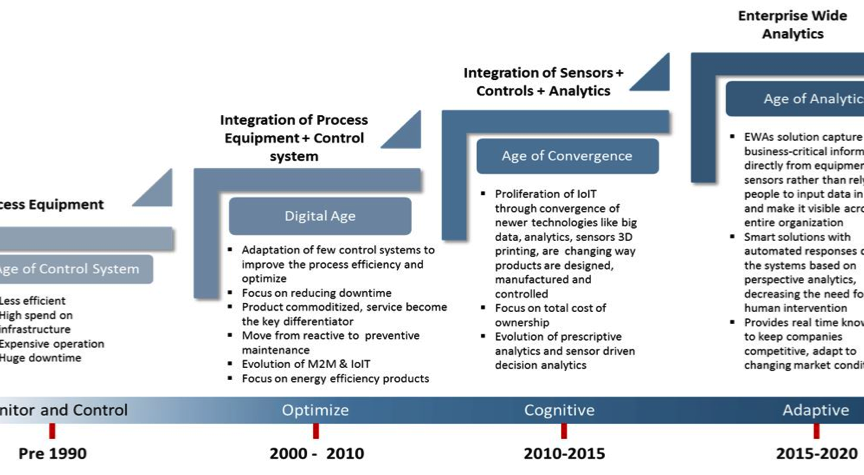 cess Equipment
Age of Control System
Less efficient
High spend on
infrastructure
Expensive operation
Huge downtime
Integration of Process
Equipment + Control
system
Digital Age
▪ Adaptation of few control systems to
improve the process efficiency and
optimize
▪ Focus on reducing downtime
▪ Product commoditized, service become
the key differentiator
▪ Move from reactive to preventive
maintenance
▪ Evolution of M2M & IoIT
▪ Focus on energy efficiency products
Integration of Sensors +
Controls + Analytics
Age of Convergence
▪ Proliferation of IoIT
through convergence of
newer technologies like big
data, analytics, sensors 3D
printing, are changing way
products are designed,
manufactured and
controlled
▪ Focus on total cost of
ownership
▪ Evolution of prescriptive
analytics and sensor driven
decision analytics
Enterprise Wide
Analytics
Age of Analytic
▪ EWAs solution capture
business-critical inform
directly from equipmen
sensors rather than rely
people to input data in
and make it visible acro
entire organization
▪ Smart solutions with
automated responses o
the systems based on
perspective analytics,
decreasing the need fo
human intervention
▪ Provides real time know
to keep companies
competitive, adapt to
changing market condit
nitor and Control
Optimize
Cognitive
Adaptive
Pre 1990
2000 - 2010
2010-2015
2015-2020